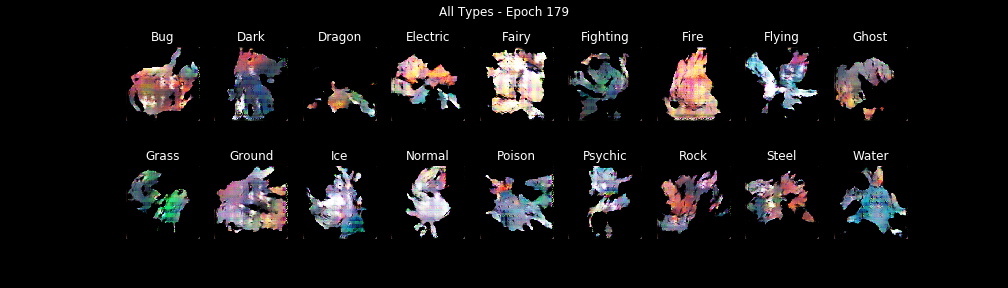 All Types - Epoch 179
Bug Dark Dragon Electric Fairy Fighting Fire Flying Ghost
Grass Ground Ice Normal Poison Psychic Rock Steel Water